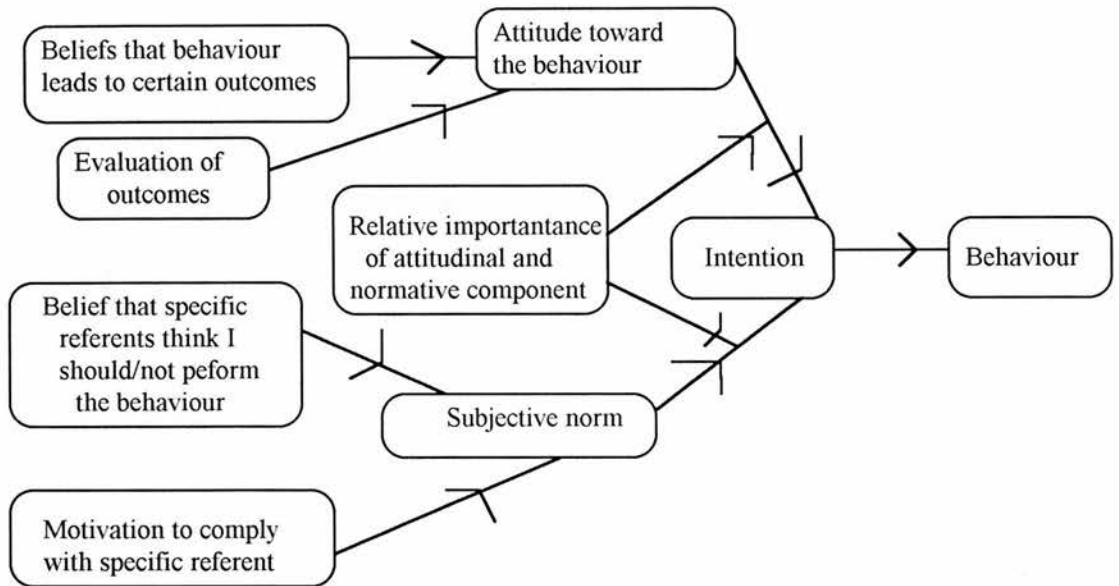 Beliefs that behaviour
leads to certain outcomes
Attitude toward
the behaviour
Evaluation of
outcomes
Relative importantance
of attitudinal and
normative component
Intention
Behaviour
Belief that specific
referents think I
should/not peform
the behaviour
Subjective norm
Motivation to comply
with specific referent